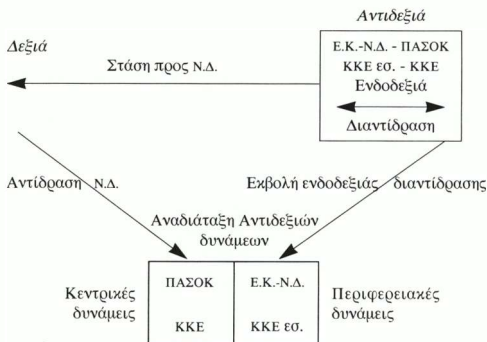 Αντιδεξιά
Δεξιά
Ε.Κ.-Ν.Δ. - ΠΑΣΟΚ
ΚΚΕ εσ. - ΚΚΕ
Στάση προς Ν.Δ.
Ενδοδεξιά
Διαντίδραση
Αντίδραση Ν.Δ.
Εκβολή ενδοδεξιάς διαντίδρασης
Αναδιάταξη Αντιδεξιών
δυνάμεων
ΠΑΣΟΚ
Ε.Κ.-Ν.Δ.
Κεντρικές
δυνάμεις
Περιφερειακές
δυνάμεις
ΚΚΕ
ΚΚΕ εσ.